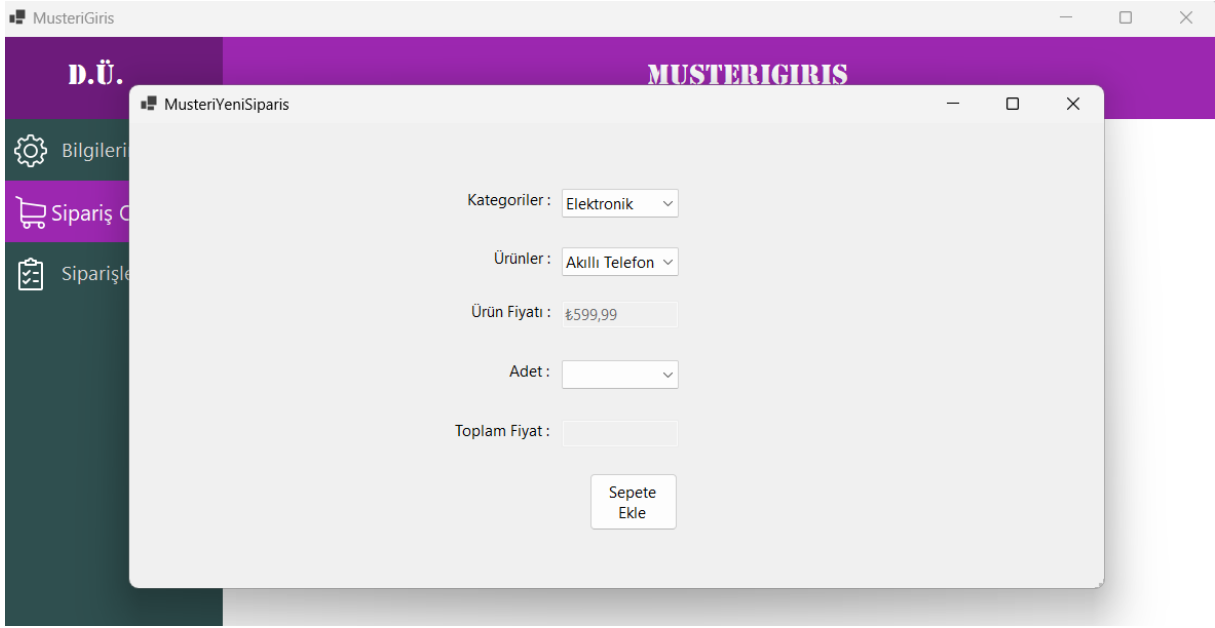 MusteriGiris
D.Ü.
MUSTERIGIRIS
MusteriYeniSiparis
Bilgileri
Sipariş
Siparişle
Kategoriler :
Elektronik
Ürünler :
Akıllı Telefon
Ürün Fiyatı :
₺599,99
Adet :
Toplam Fiyat :
Sepete
Ekle